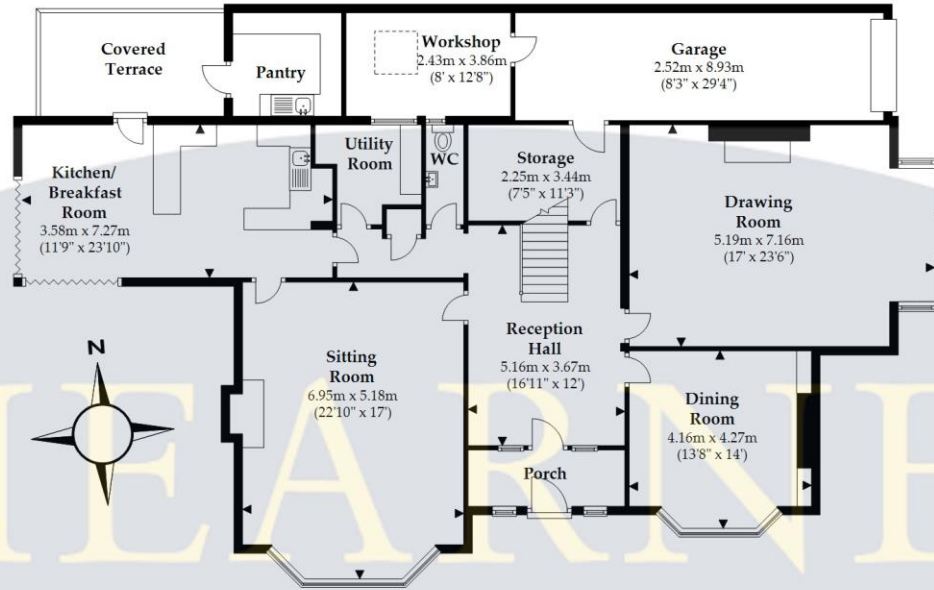 Covered
Terrace
Pantry
Workshop
2.43m x 3.86m
(8' x 12'8")
Garage
2.52m x 8.93m
(8'3" x 29'4")
Kitchen/
Breakfast
Room
3.58m x 7.27m
(11'9" x 23'10")
Utility
Room
WC
Storage
2.25m x 3.44m
(7'5" x 11'3")
Drawing
Room
5.19m x 7.16m
(17' x 23'6")
N
Sitting
Room
6.95m x 5.18m
(22'10" x 17')
Reception
Hall
5.16m x 3.67m
(16'11" x 12')
Dining
Room
4.16m x 4.27m
(13'8" x 14')
Porch
HEARNE